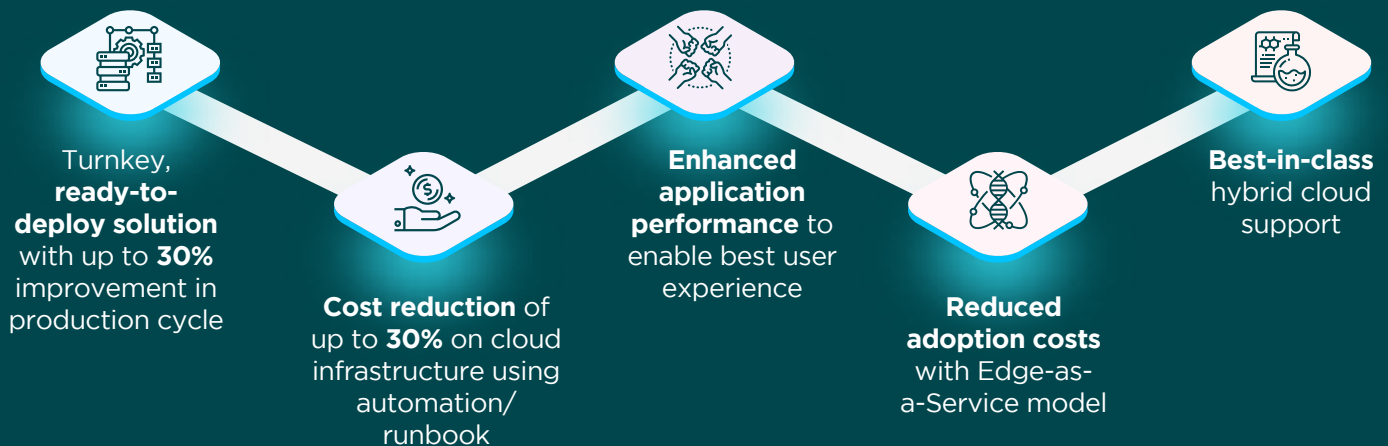 Turnkey,
ready-to-
deploy solution
with up to 30%
improvement in
production cycle
Cost reduction of
up to 30% on cloud
infrastructure using
automation/
runbook
Enhanced
application
performance to
enable best user
experience
Reduced
adoption costs
with Edge-as-
a-Service model
Best-in-class
hybrid cloud
support